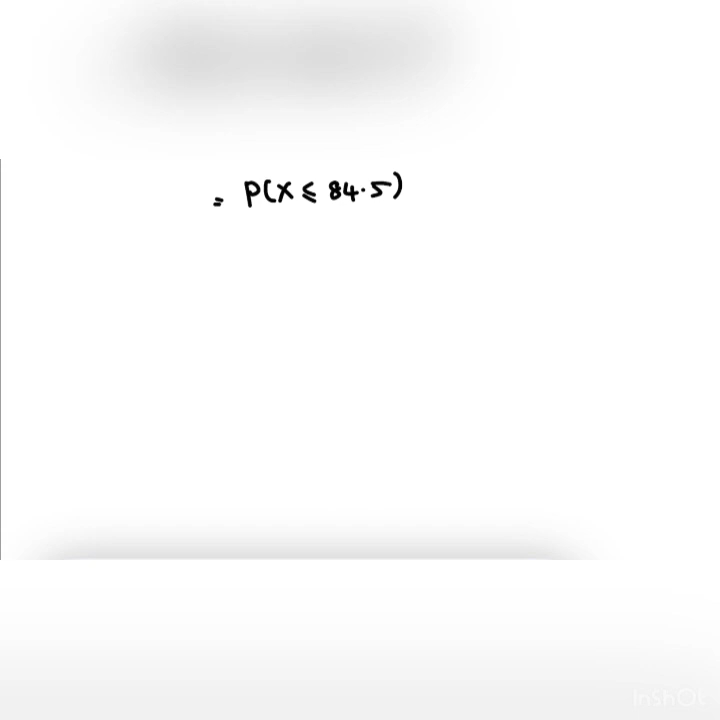 = P(X ⩽ 84·5)
InShOt